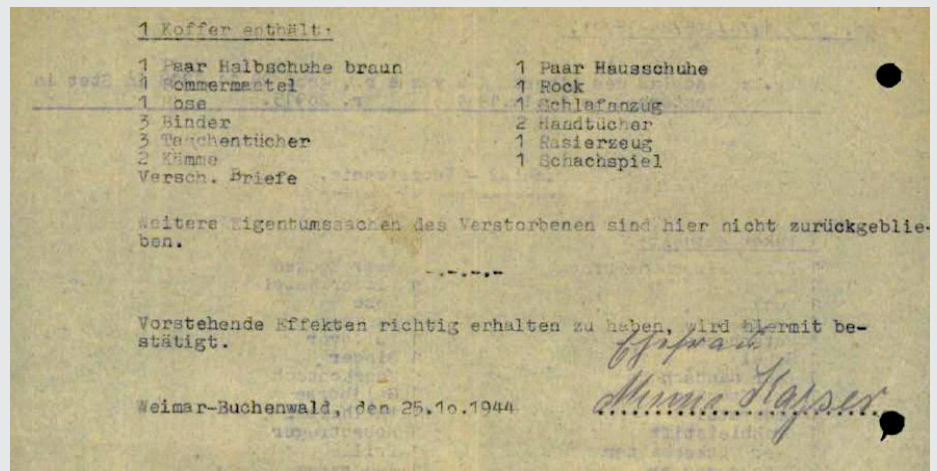 1 Koffer enthält:
1 Paar Halbschuhe braun 1 Paar Hausschuhe
1 Sommermantel 1 Rock
1 Hose 1 Schlafanzug
3 Binder 2 Handtücher
3 Taschentücher 1 Rasierzeug
2 Kämme 1 Schachspiel
Versch. Briefe
Weitere Eigentumssachen des Verstorbenen sind hier nicht zurückgeblie-
ben.
-.-.-.-
Vorstehende Effekten richtig erhalten zu haben, wird hiermit be-
stätigt.
Ehefrau
Weimar-Buchenwald, den 25.1o.1944 Minna Kayser